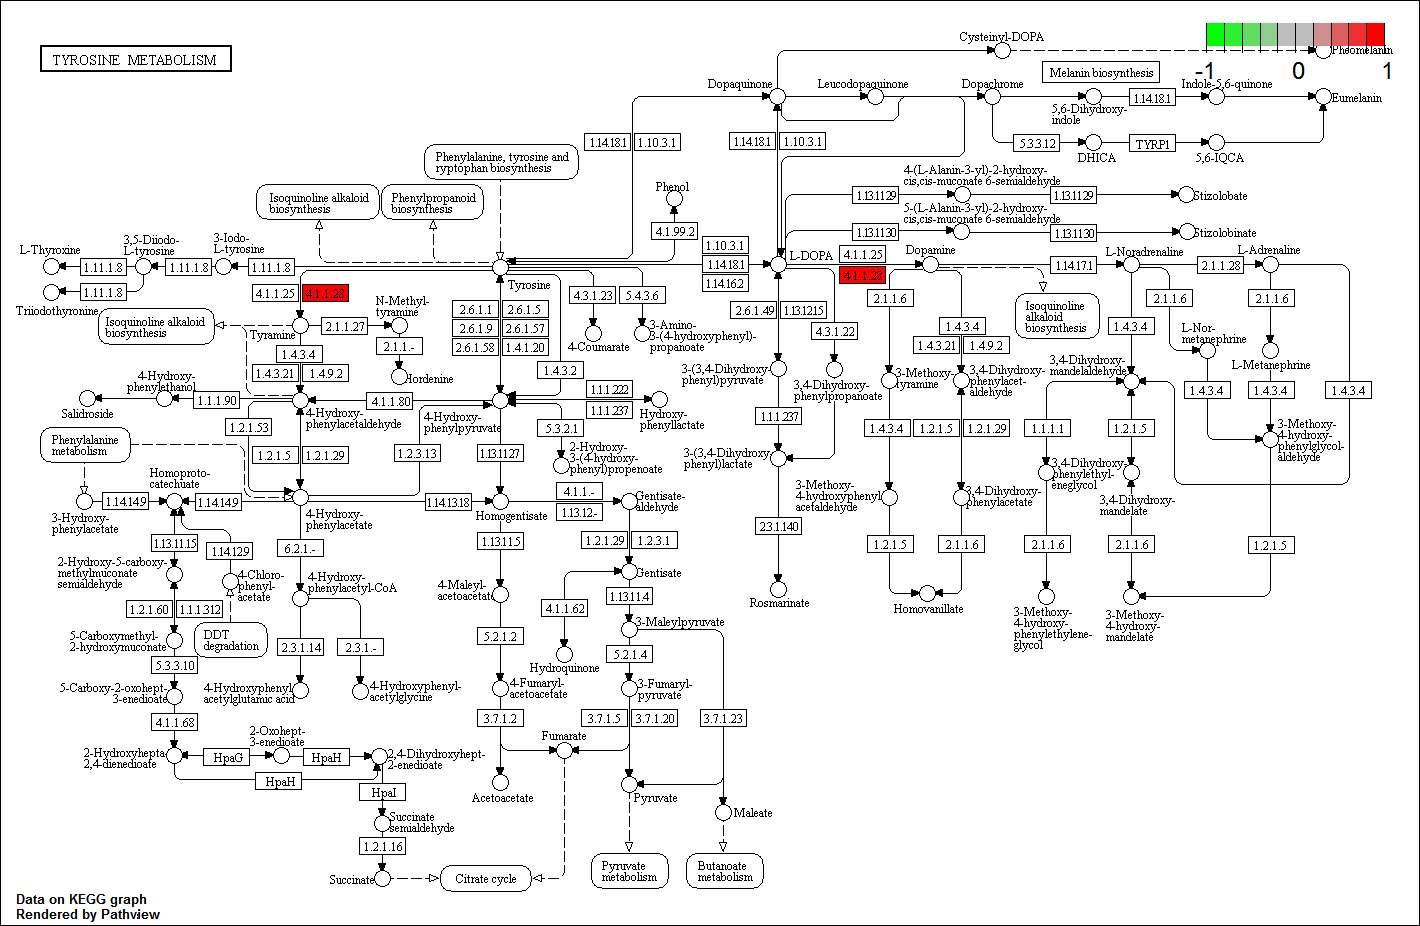 TYROSINE METABOLISM
-1
0
1
Cysteinyl-DOPA
Pheomelanin
Melanin biosynthesis
Dopaquinone
Leucodopaquinone
Dopachrome
Indole-5,6-quinone
5,6-Dihydroxy-
indole
1.14.18.1
Eumelanin
1.14.18.1
1.10.3.1
1.14.18.1
1.10.3.1
5.3.3.12
DHICA
TYRP1
5,6-IQCA
Phenylalanine, tyrosine and
ryptophan biosynthesis
Isoquinoline alkaloid
biosynthesis
Phenylpropanoid
biosynthesis
Phenol
4.1.99.2
4-(L-Alanin-3-yl)-2-hydroxy-
cis,cis-muconate 6-semialdehyde
1.13.11.29
1.13.11.29
Stizolobate
5-(L-Alanin-3-yl)-2-hydroxy-
cis,cis-muconate 6-semialdehyde
1.13.11.30
1.13.11.30
Stizolobinate
L-Thyroxine
3,5-Diiodo-
L-tyrosine
3-Iodo-
L-tyrosine
1.11.1.8
1.11.1.8
1.11.1.8
1.11.1.8
Triiodothyronine
Tyrosine
1.10.3.1
1.14.18.1
1.14.16.2
L-DOPA
4.1.1.25
4.1.1.28
Dopamine
1.14.17.1
L-Noradrenaline
2.1.1.28
L-Adrenaline
4.1.1.25
4.1.1.28
Isoquinoline alkaloid
biosynthesis
Tyramine
2.1.1.27
N-Methyl-
tyramine
2.1.1.-
Hordenine
2.6.1.1
2.6.1.5
2.6.1.9
2.6.1.57
2.6.1.58
1.4.1.20
1.4.3.2
4.3.1.23
5.4.3.6
4-Coumarate
3-Amino-
3-(4-hydroxyphenyl)-
propanoate
2.6.1.49
1.13.12.15
4.3.1.22
2.1.1.6
1.4.3.4
1.4.3.21
1.4.9.2
Isoquinoline
alkaloid
biosynthesis
1.4.3.4
2.1.1.6
2.1.1.6
L-Nor-
metanephrine
L-Metanephrine
1.4.3.4
1.4.3.21
1.4.9.2
4-Hydroxy-
phenylethanol
Salidroside
1.1.1.90
4-Hydroxy-
phenylacetaldehyde
4.1.1.80
4-Hydroxy-
phenylpyruvate
1.1.1.222
1.1.1.237
Hydroxy-
phenyllactate
3-(3,4-Dihydroxy-
phenyl)pyruvate
3,4-Dihydroxy-
phenylpropanoate
3-Methoxy-
tyramine
3,4-Dihydroxy-
phenylacet-
aldehyde
3,4-Dihydroxy-
mandelaldehyde
1.4.3.4
1.4.3.4
1.4.3.4
Phenylalanine
metabolism
1.2.1.53
1.2.1.5
1.2.1.29
1.2.3.13
1.13.11.27
5.3.2.1
2-Hydroxy-
3-(4-hydroxy-
phenyl)propenoate
1.1.1.237
3-(3,4-Dihydroxy-
phenyl)lactate
1.4.3.4
1.2.1.5
1.2.1.29
1.1.1.1
1.2.1.5
3-Methoxy-
4-hydroxy-
phenylglycol-
aldehyde
Homoproto-
catechuate
1.14.14.9
1.14.14.9
3-Hydroxy-
phenylacetate
4-Hydroxy-
phenylacetate
1.14.13.18
Homogentisate
4.1.1.-
1.13.12.-
Gentisate-
aldehyde
3-Methoxy-
4-hydroxyphenyl
acetaldehyde
3,4-Dihydroxy-
phenylacetate
3,4-Dihydroxy-
phenylethyl-
eneglycol
3,4-Dihydroxy-
mandelate
1.13.11.15
1.14.12.9
6.2.1.-
1.13.11.5
1.2.1.29
1.2.3.1
2.3.1.140
1.2.1.5
2.1.1.6
2.1.1.6
2.1.1.6
1.2.1.5
2-Hydroxy-5-carboxy-
methylmuconate
semialdehyde
4-Chloro-
phenyl-
acetate
4-Hydroxy-
phenylacetyl-CoA
4-Maleyl-
acetoacetate
Gentisate
4.1.1.62
1.13.11.4
Rosmarinate
Homovanillate
3-Methoxy-
4-hydroxy-
phenylethylene-
glycol
3-Methoxy-
4-hydroxy-
mandelate
1.2.1.60
1.1.1.312
DDT
degradation
5-Carboxymethyl-
2-hydroxymuconate
5.2.1.2
3-Maleylpyruvate
5.2.1.4
Hydroquinone
2.3.1.14
2.3.1.-
5.3.3.10
5-Carboxy-2-oxohept-
3-enedioate
4-Hydroxyphenyl
acetylglutamic acid
4-Hydroxyphenyl-
acetylglycine
4-Fumaryl-
acetoacetate
3-Fumaryl-
pyruvate
4.1.1.68
3.7.1.2
3.7.1.5
3.7.1.20
3.7.1.23
2-Hydroxyhepta
2,4-dienedioate
HpaG
2-Oxohept-
3-enedioate
HpaH
2,4-Dihydroxyhept-
2-enedioate
HpaH
HpaI
Fumarate
Acetoacetate
Pyruvate
Maleate
Succinate
semialdehyde
1.2.1.16
Succinate
Citrate cycle
Pyruvate
metabolism
Butanoate
metabolism
Data on KEGG graph
Rendered by Pathview